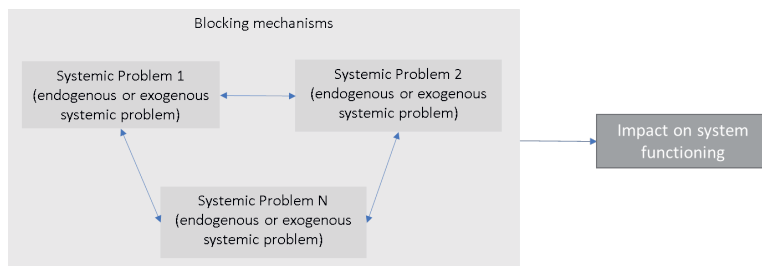 Blocking mechanisms
Systemic Problem 1
(endogenous or exogenous
systemic problem)
Systemic Problem 2
(endogenous or exogenous
systemic problem)
Impact on system
functioning
Systemic Problem N
(endogenous or exogenous
systemic problem)